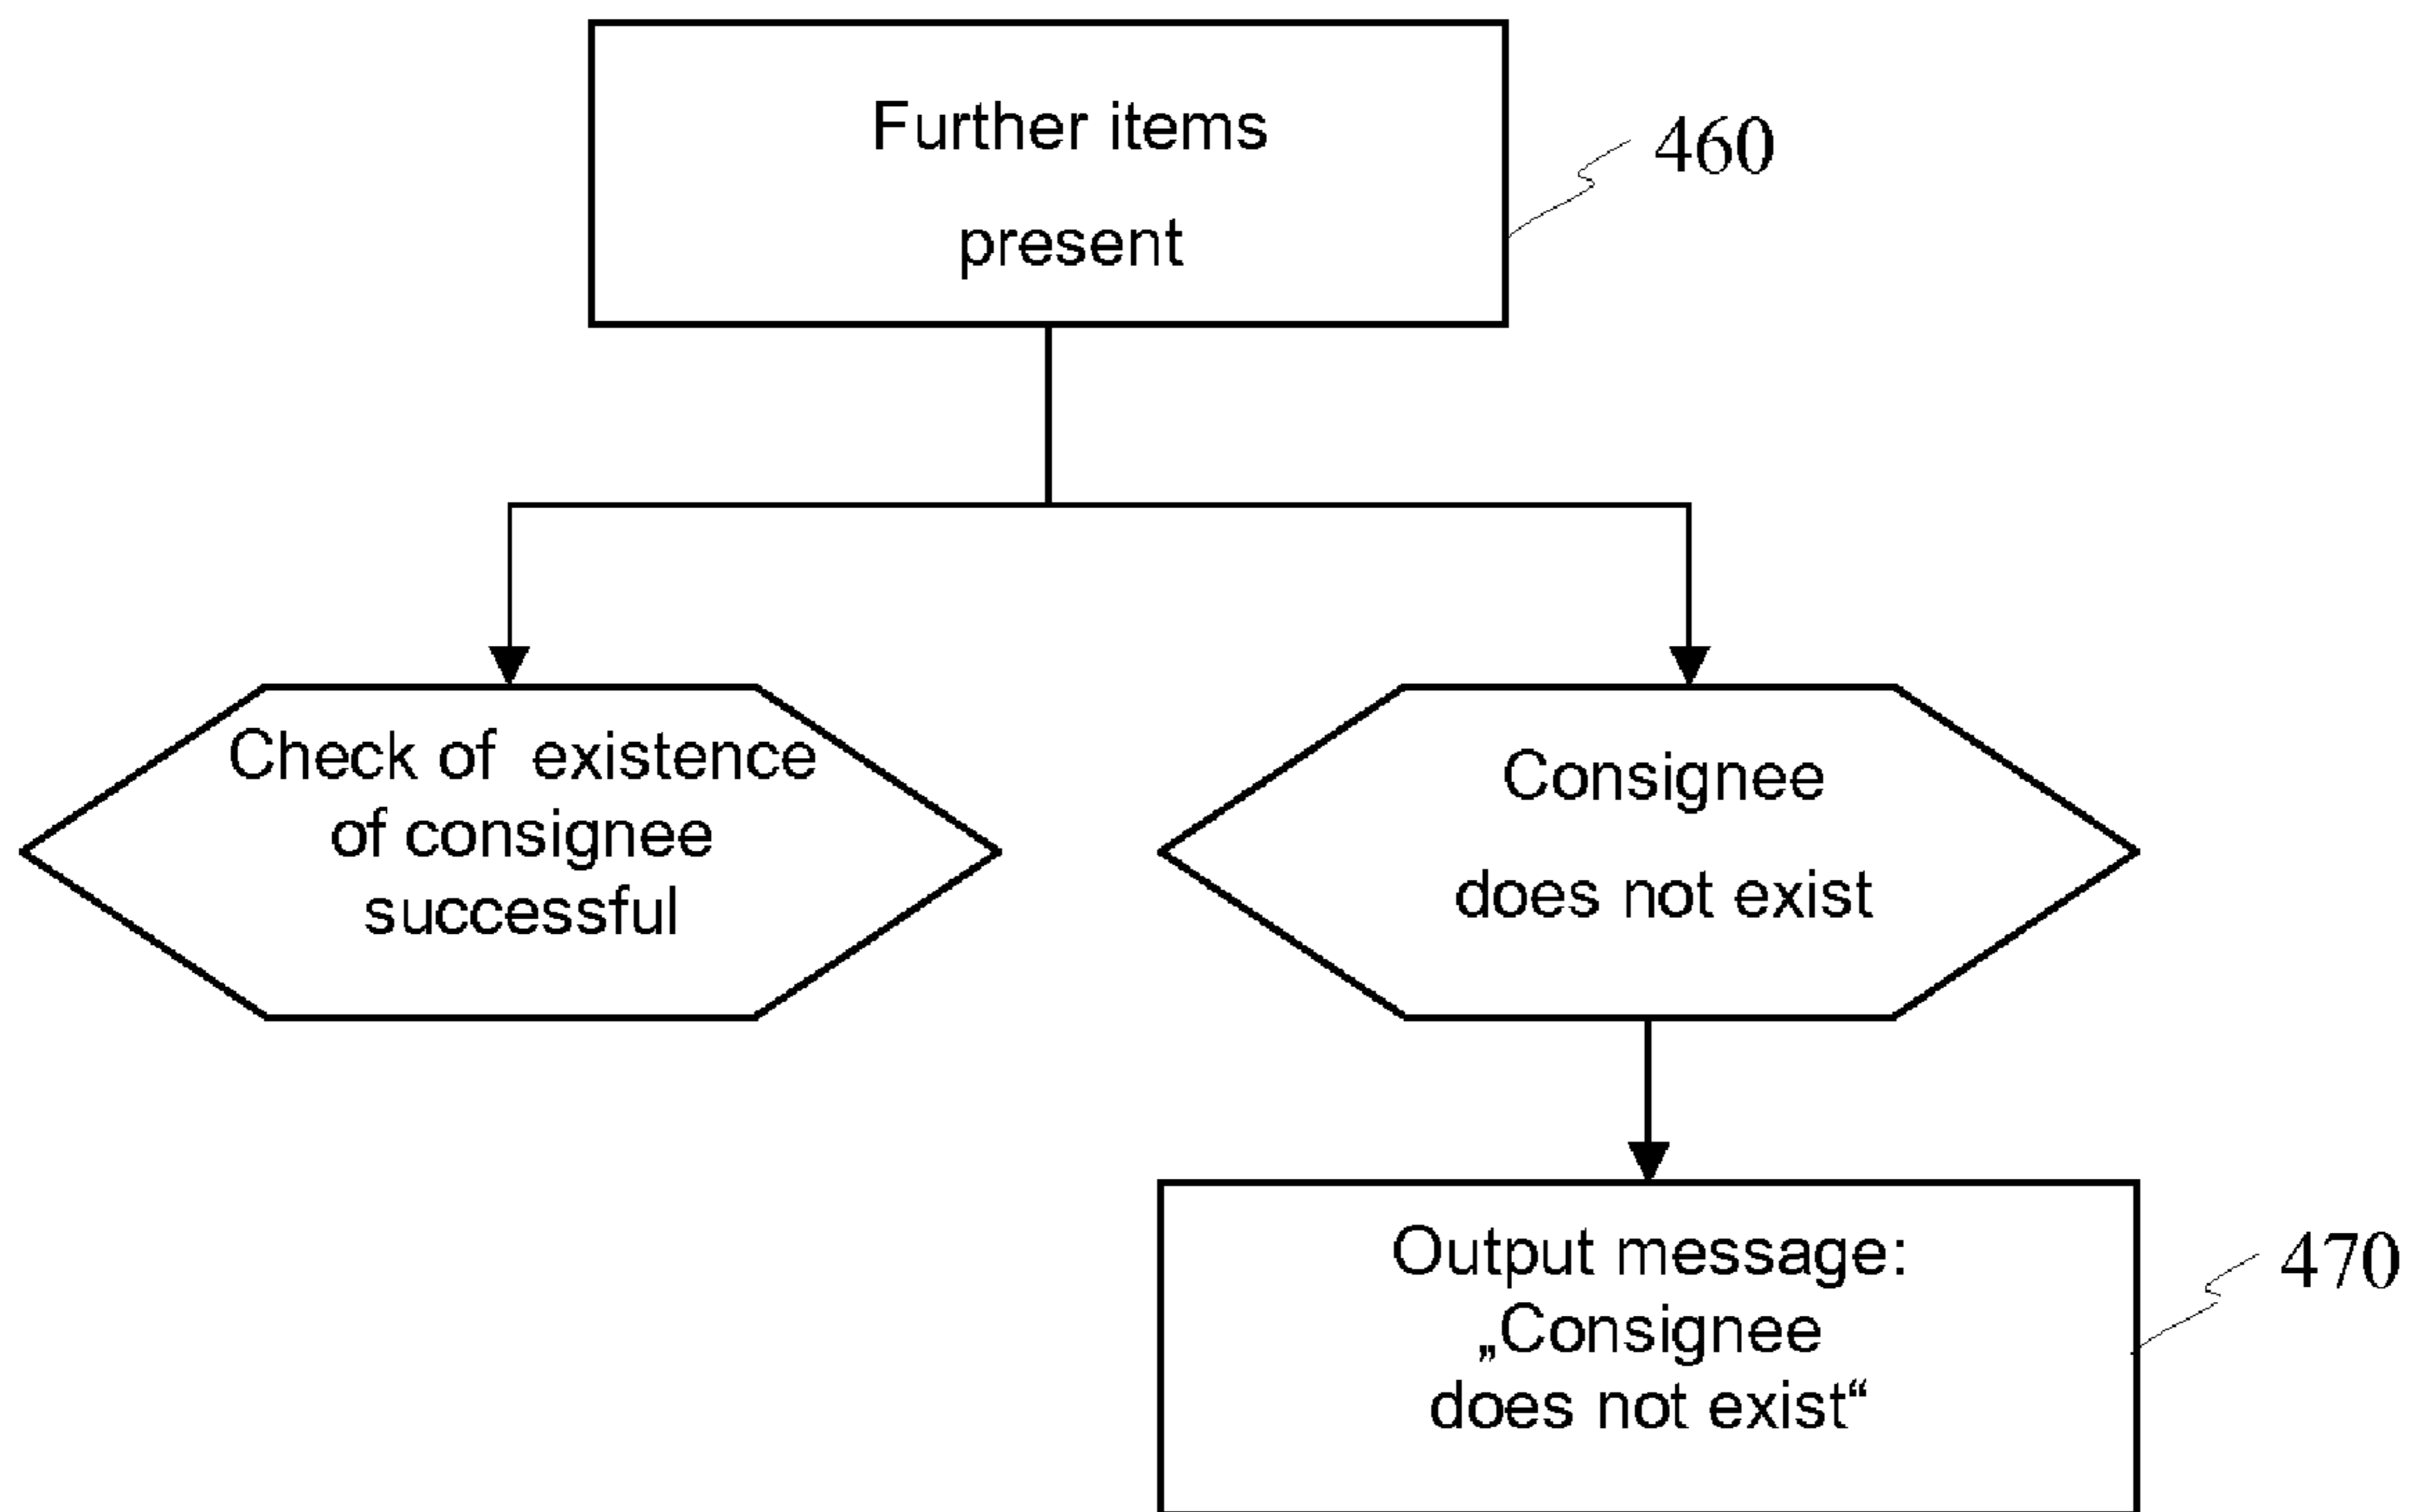 Further items
present
460
Check of existence
of consignee
successful
Consignee
does not exist
Output message:
„Consignee
does not exist“
470